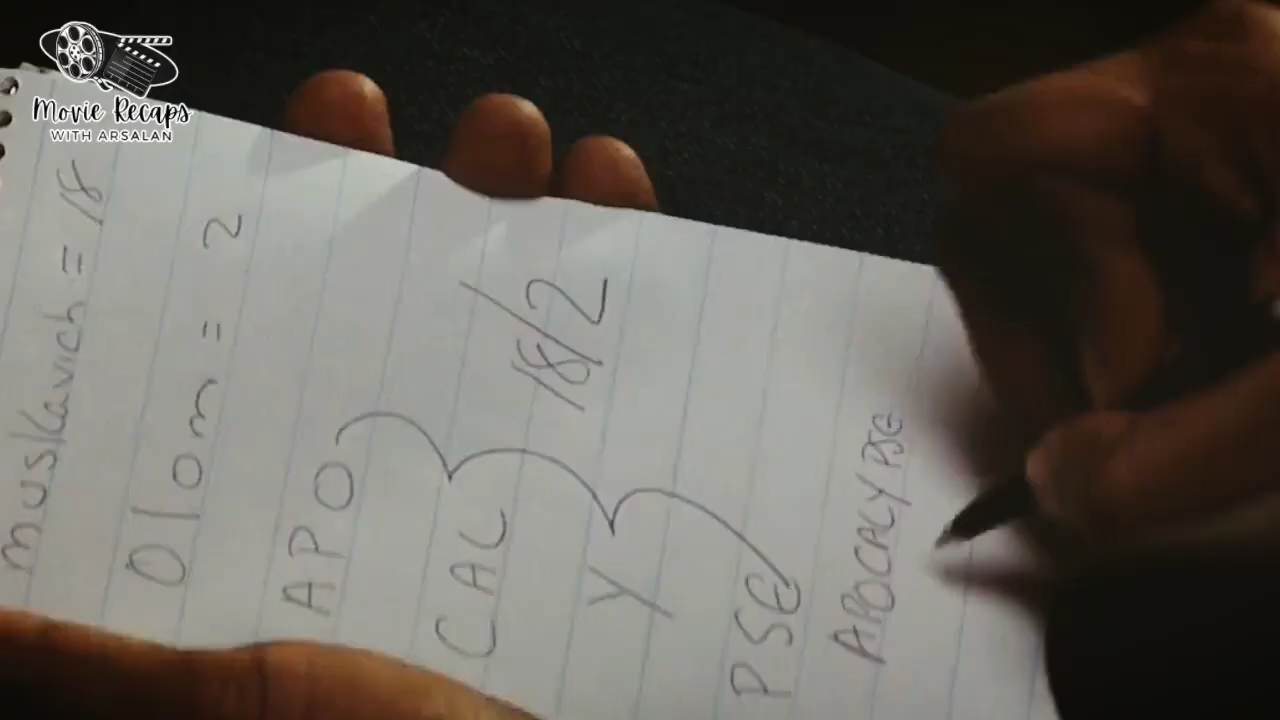 Movie Recaps
WITH ARSALAN
muskavich = 18
Olom = 2
APO
CAL 18/2
Y
PSE
APOCALYPSE